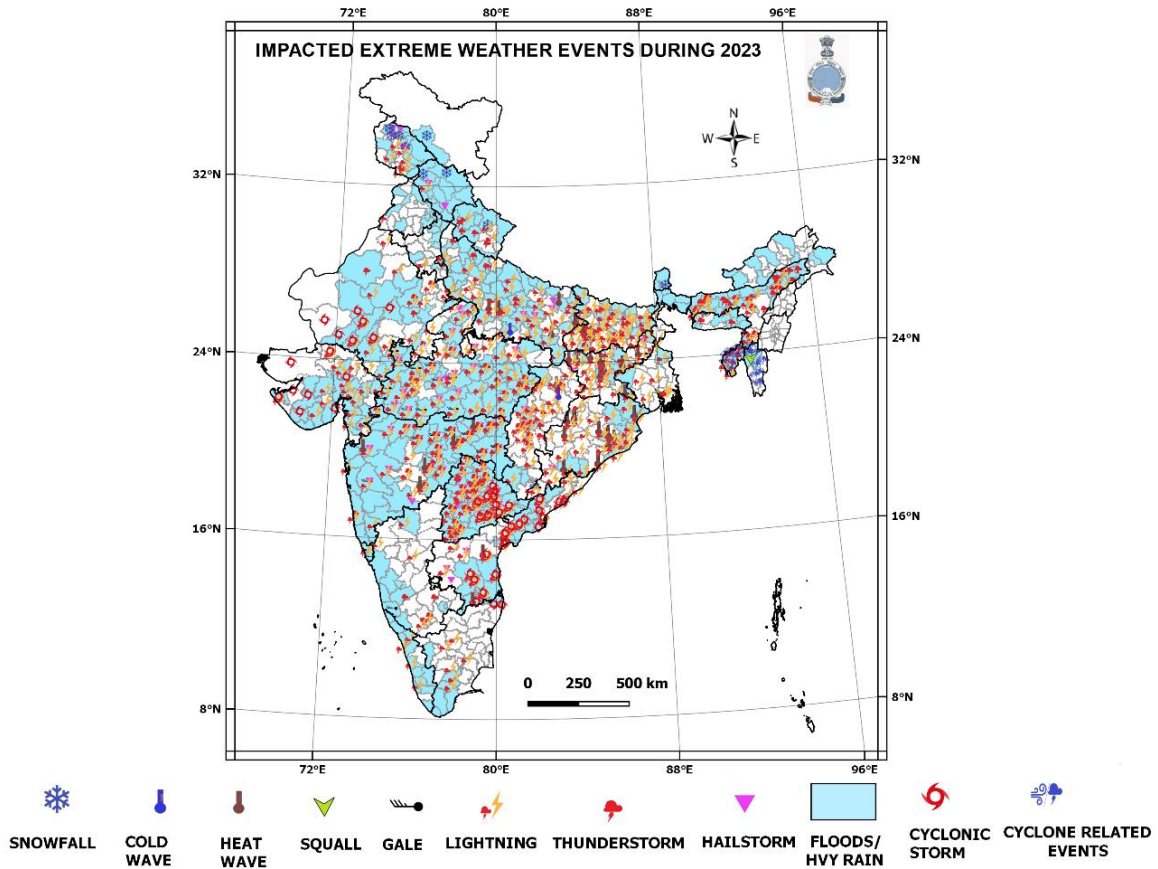 72°E 80°E 88°E 96°E
IMPACTED EXTREME WEATHER EVENTS DURING 2023
N
W E
S
32°N 32°N
24°N 24°N
16°N 16°N
0 250 500 km
8°N 8°N
72°E 80°E 88°E 96°E
SNOWFALL
COLD
WAVE
HEAT
WAVE
SQUALL
GALE
LIGHTNING
THUNDERSTORM
HAILSTORM
FLOODS/
HVY RAIN
CYCLONIC
STORM
CYCLONE RELATED
EVENTS